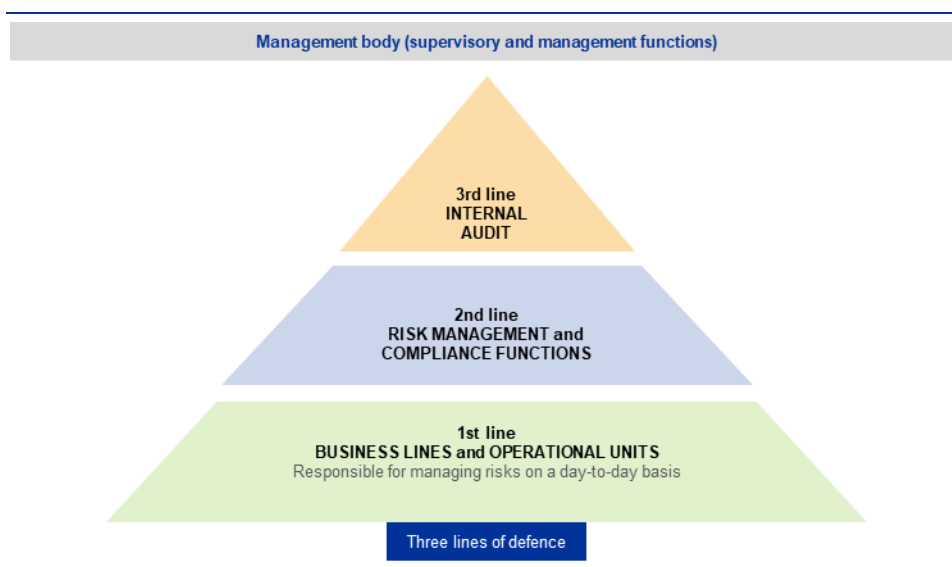 Management body (supervisory and management functions)
3rd line
INTERNAL
AUDIT
2nd line
RISK MANAGEMENT and
COMPLIANCE FUNCTIONS
1st line
BUSINESS LINES and OPERATIONAL UNITS
Responsible for managing risks on a day-to-day basis
Three lines of defence